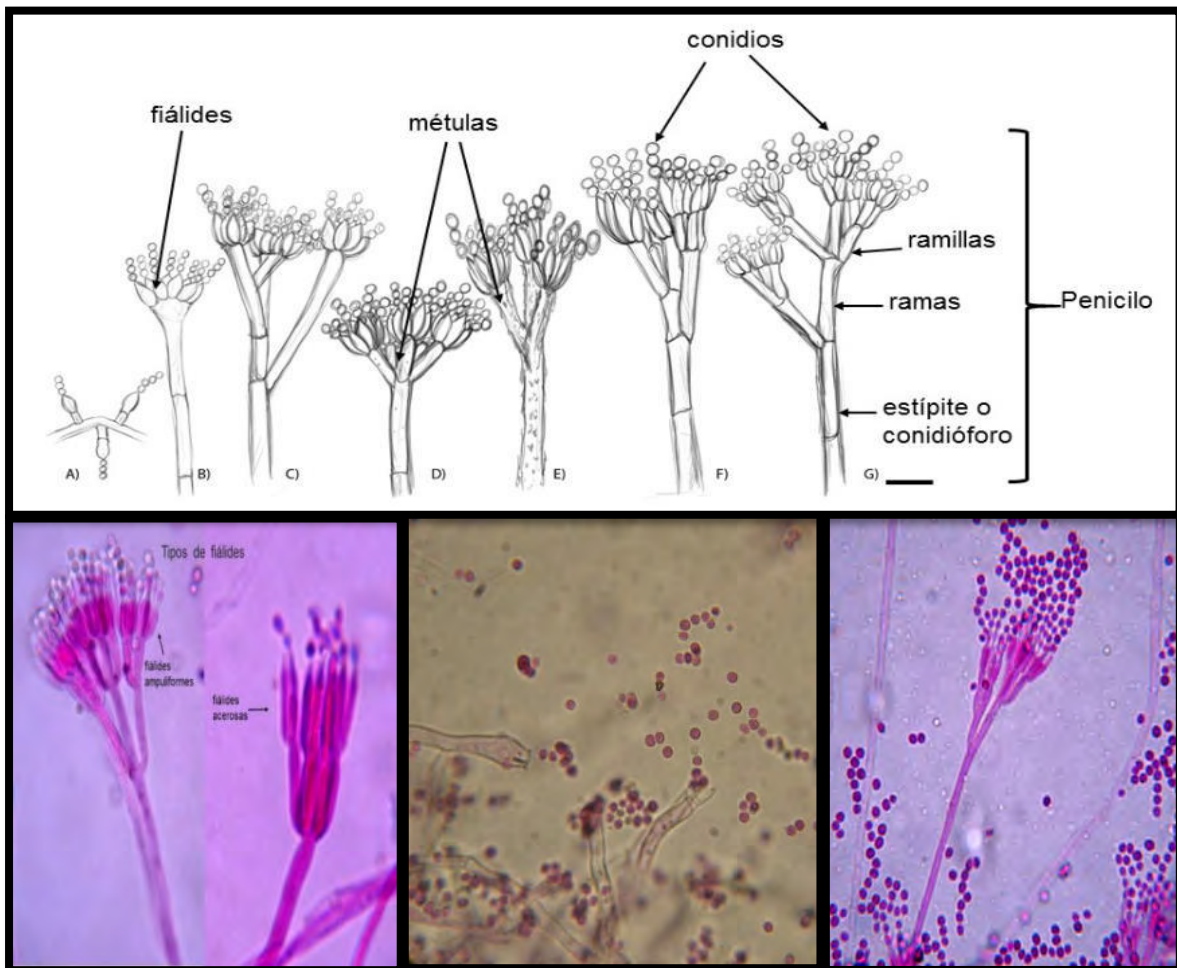 conidios
fiálides
métulas
ramillas
ramas
Penicilo
estípite o
conidióforo
A)
B)
C)
D)
E)
F)
G)
Tipos de fiálides
fiálides
ampuliformes
fiálides
acerosas